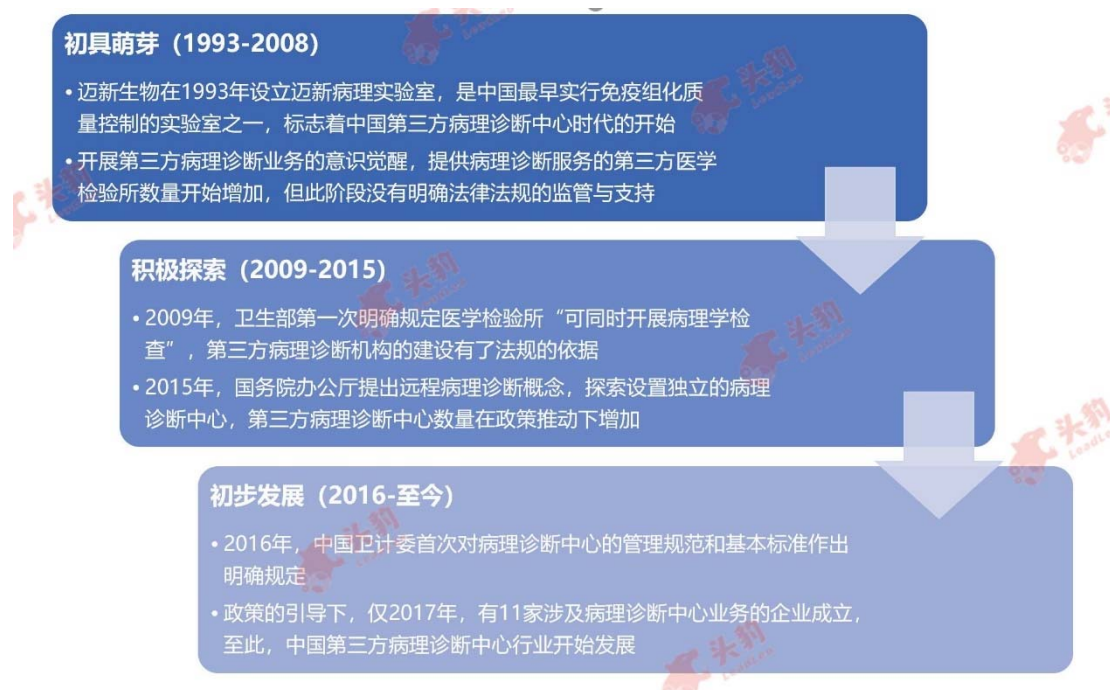 初具萌芽（1993-2008）
• 迈新生物在1993年设立迈新病理实验室，是中国最早实行免疫组化质
量控制的实验室之一，标志着中国第三方病理诊断中心时代的开始
• 开展第三方病理诊断业务的意识觉醒，提供病理诊断服务的第三方医学
检验所数量开始增加，但此阶段没有明确法律法规的监管与支持
积极探索（2009-2015）
• 2009年，卫生部第一次明确规定医学检验所“可同时开展病理学检
查”，第三方病理诊断机构的建设有了法规的依据
• 2015年，国务院办公厅提出远程病理诊断概念，探索设置独立的病理
诊断中心，第三方病理诊断中心数量在政策推动下增加
初步发展（2016-至今）
• 2016年，中国卫计委首次对病理诊断中心的管理规范和基本标准作出
明确规定
• 政策的引导下，仅2017年，有11家涉及病理诊断中心业务的企业成立，
至此，中国第三方病理诊断中心行业开始发展
头豹
LeadLeo